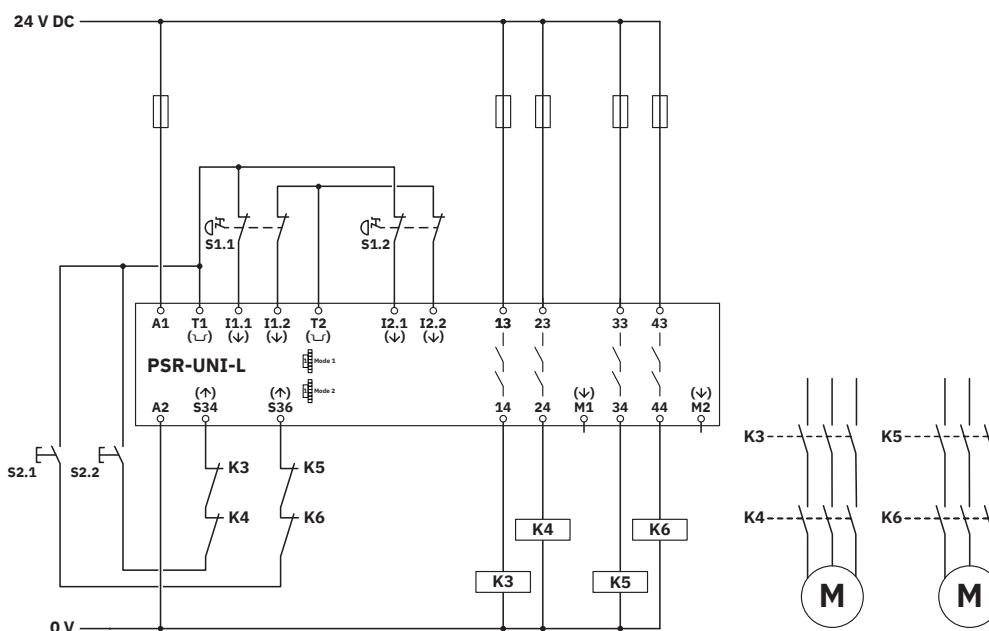 24 V DC
S1.1
S1.2
A1 T1 I1.1 I1.2 T2 I2.1 I2.2 13 23 33 43
PSR-UNI-L
1 Mode 1
1 Mode 2
A2 S34 S36 14 24 M1 34 44 M2
S2.1 S2.2
K3 K5
K4 K6
K4 K6
K3 K5
0 V
K3 K5
K4 K6
M M